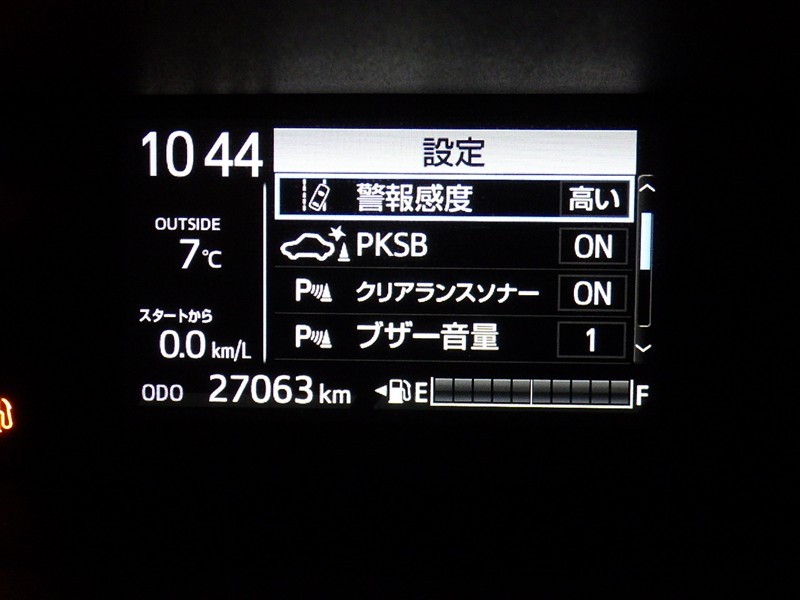 10 44
設定
警報感度 高い
OUTSIDE
7℃
PKSB ON
P クリアランスソナー ON
スタートから
0.0 km/L
P ブザー音量 1
ODO 27063 km
E F